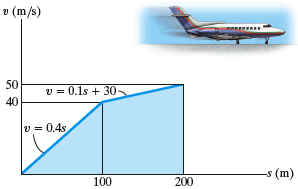 v (m/s)
50
v = 0.1s + 30
40
v = 0.4s
s (m)
100
200